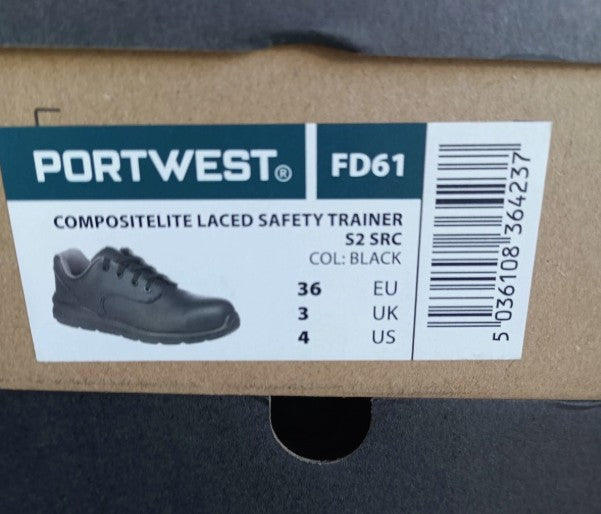 PORTWEST®
FD61
COMPOSITELITE LACED SAFETY TRAINER
S2 SRC
COL: BLACK
36 EU
3 UK
4 US
5 036108 364237